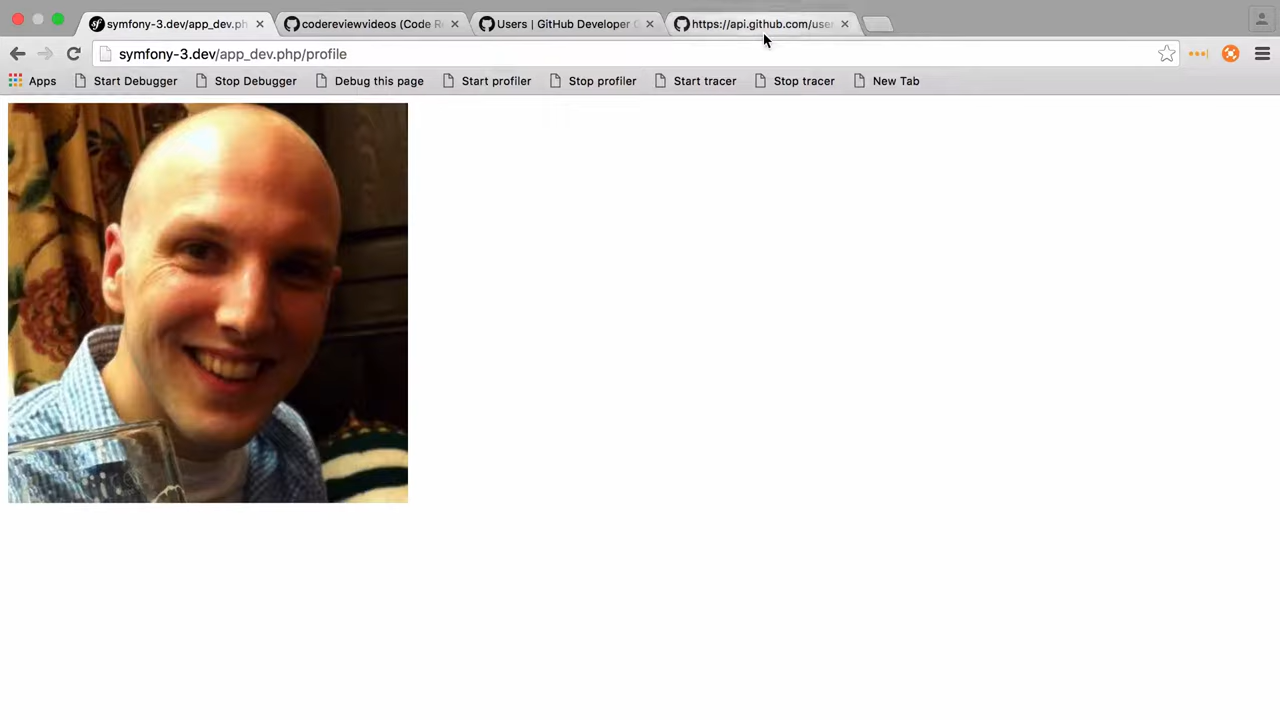 symfony-3.dev/app_dev.ph
codereviewvideos (Code R
Users | GitHub Developer
https://api.github.com/user
symfony-3.dev/app_dev.php/profile
Apps Start Debugger Stop Debugger Debug this page Start profiler Stop profiler Start tracer Stop tracer New Tab